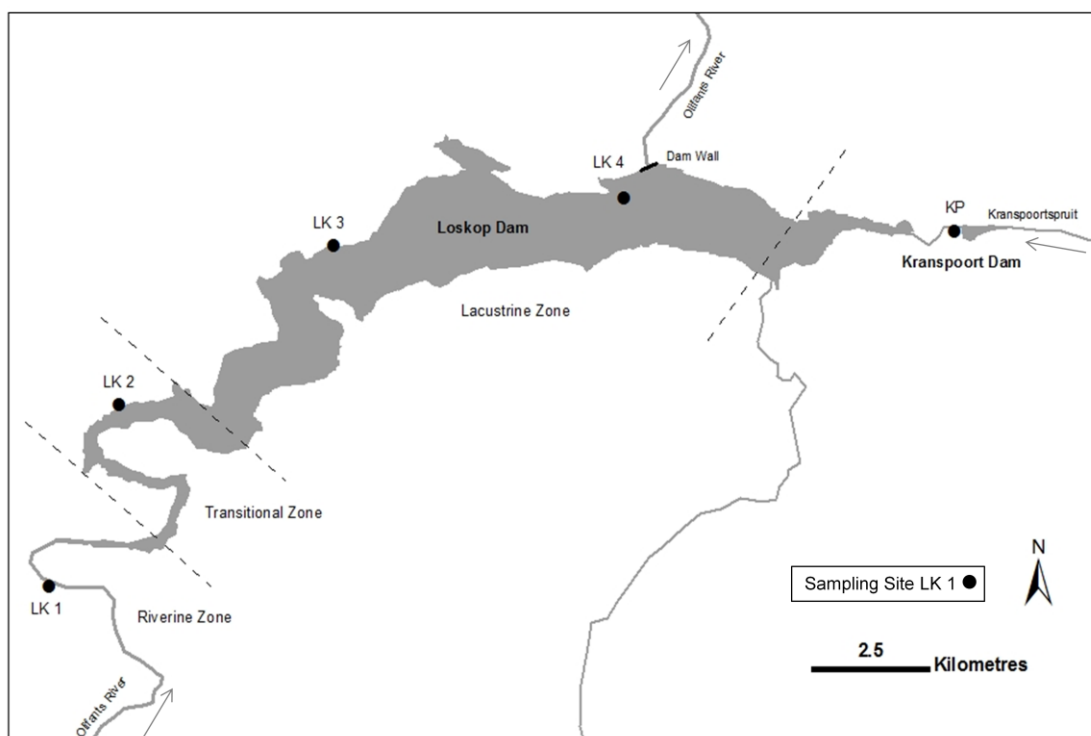 Olifants River
Dam Wall
LK 4
KP
Kranspoortspruit
LK 3
Loskop Dam
Kranspoort Dam
Lacustrine Zone
LK 2
Transitional Zone
N
Sampling Site LK 1
LK 1
Riverine Zone
2.5
Kilometres
Olifants River